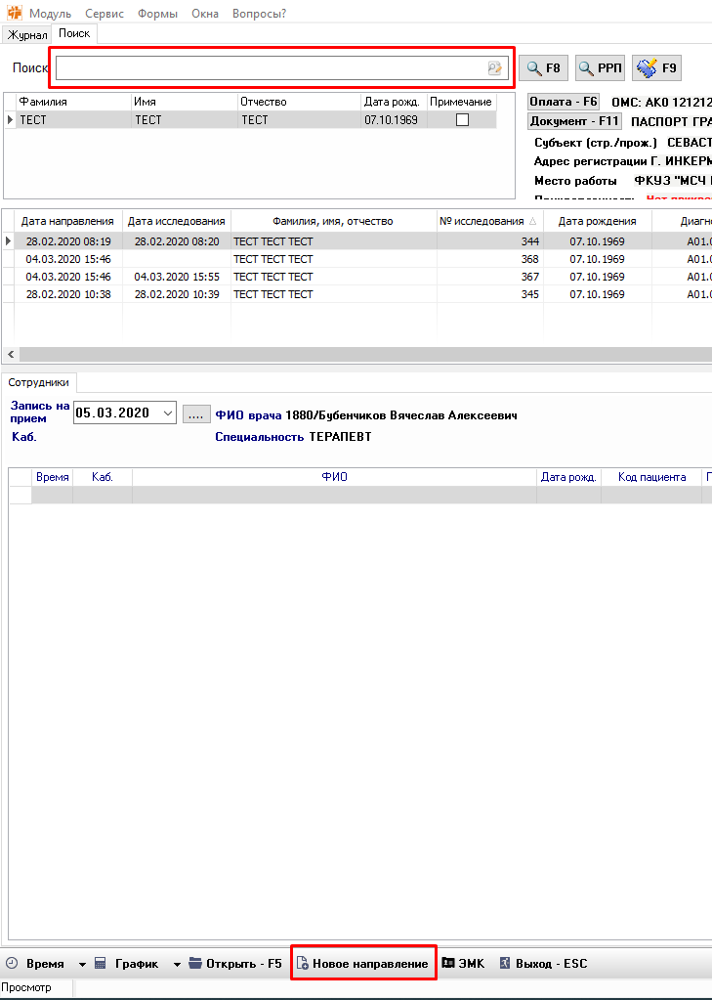 Модуль Сервис Формы Окна Вопросы?
Журнал Поиск
Поиск F8 РРП F9
Фамилия Имя Отчество Дата рожд. Примечание
ТЕСТ ТЕСТ ТЕСТ 07.10.1969
Оплата - F6 ОМС: АКО 121212
Документ - F11 ПАСПОРТ ГРА
Субъект (стр./прож.) СЕВАСТ
Адрес регистрации Г. ИНКЕРМ
Место работы ФКУЗ "МСЧ
Дата направления Дата исследования Фамилия, имя, отчество № исследования Дата рождения Диагн
28.02.2020 08:19 28.02.2020 08:20 ТЕСТ ТЕСТ ТЕСТ 344 07.10.1969 А01.0
04.03.2020 15:46 ТЕСТ ТЕСТ ТЕСТ 368 07.10.1969 А01.0
04.03.2020 15:46 04.03.2020 15:55 ТЕСТ ТЕСТ ТЕСТ 367 07.10.1969 А01.0
28.02.2020 10:38 28.02.2020 10:39 ТЕСТ ТЕСТ ТЕСТ 345 07.10.1969 А01.0
Сотрудники
Запись на
прием 05.03.2020 .... ФИО врача 1880/Бубенчиков Вячеслав Алексеевич
Каб. Специальность ТЕРАПЕВТ
Время Каб. ФИО Дата рожд. Код пациента
Время График Открыть - F5 Новое направление ЭМК Выход - ESC
Просмотр